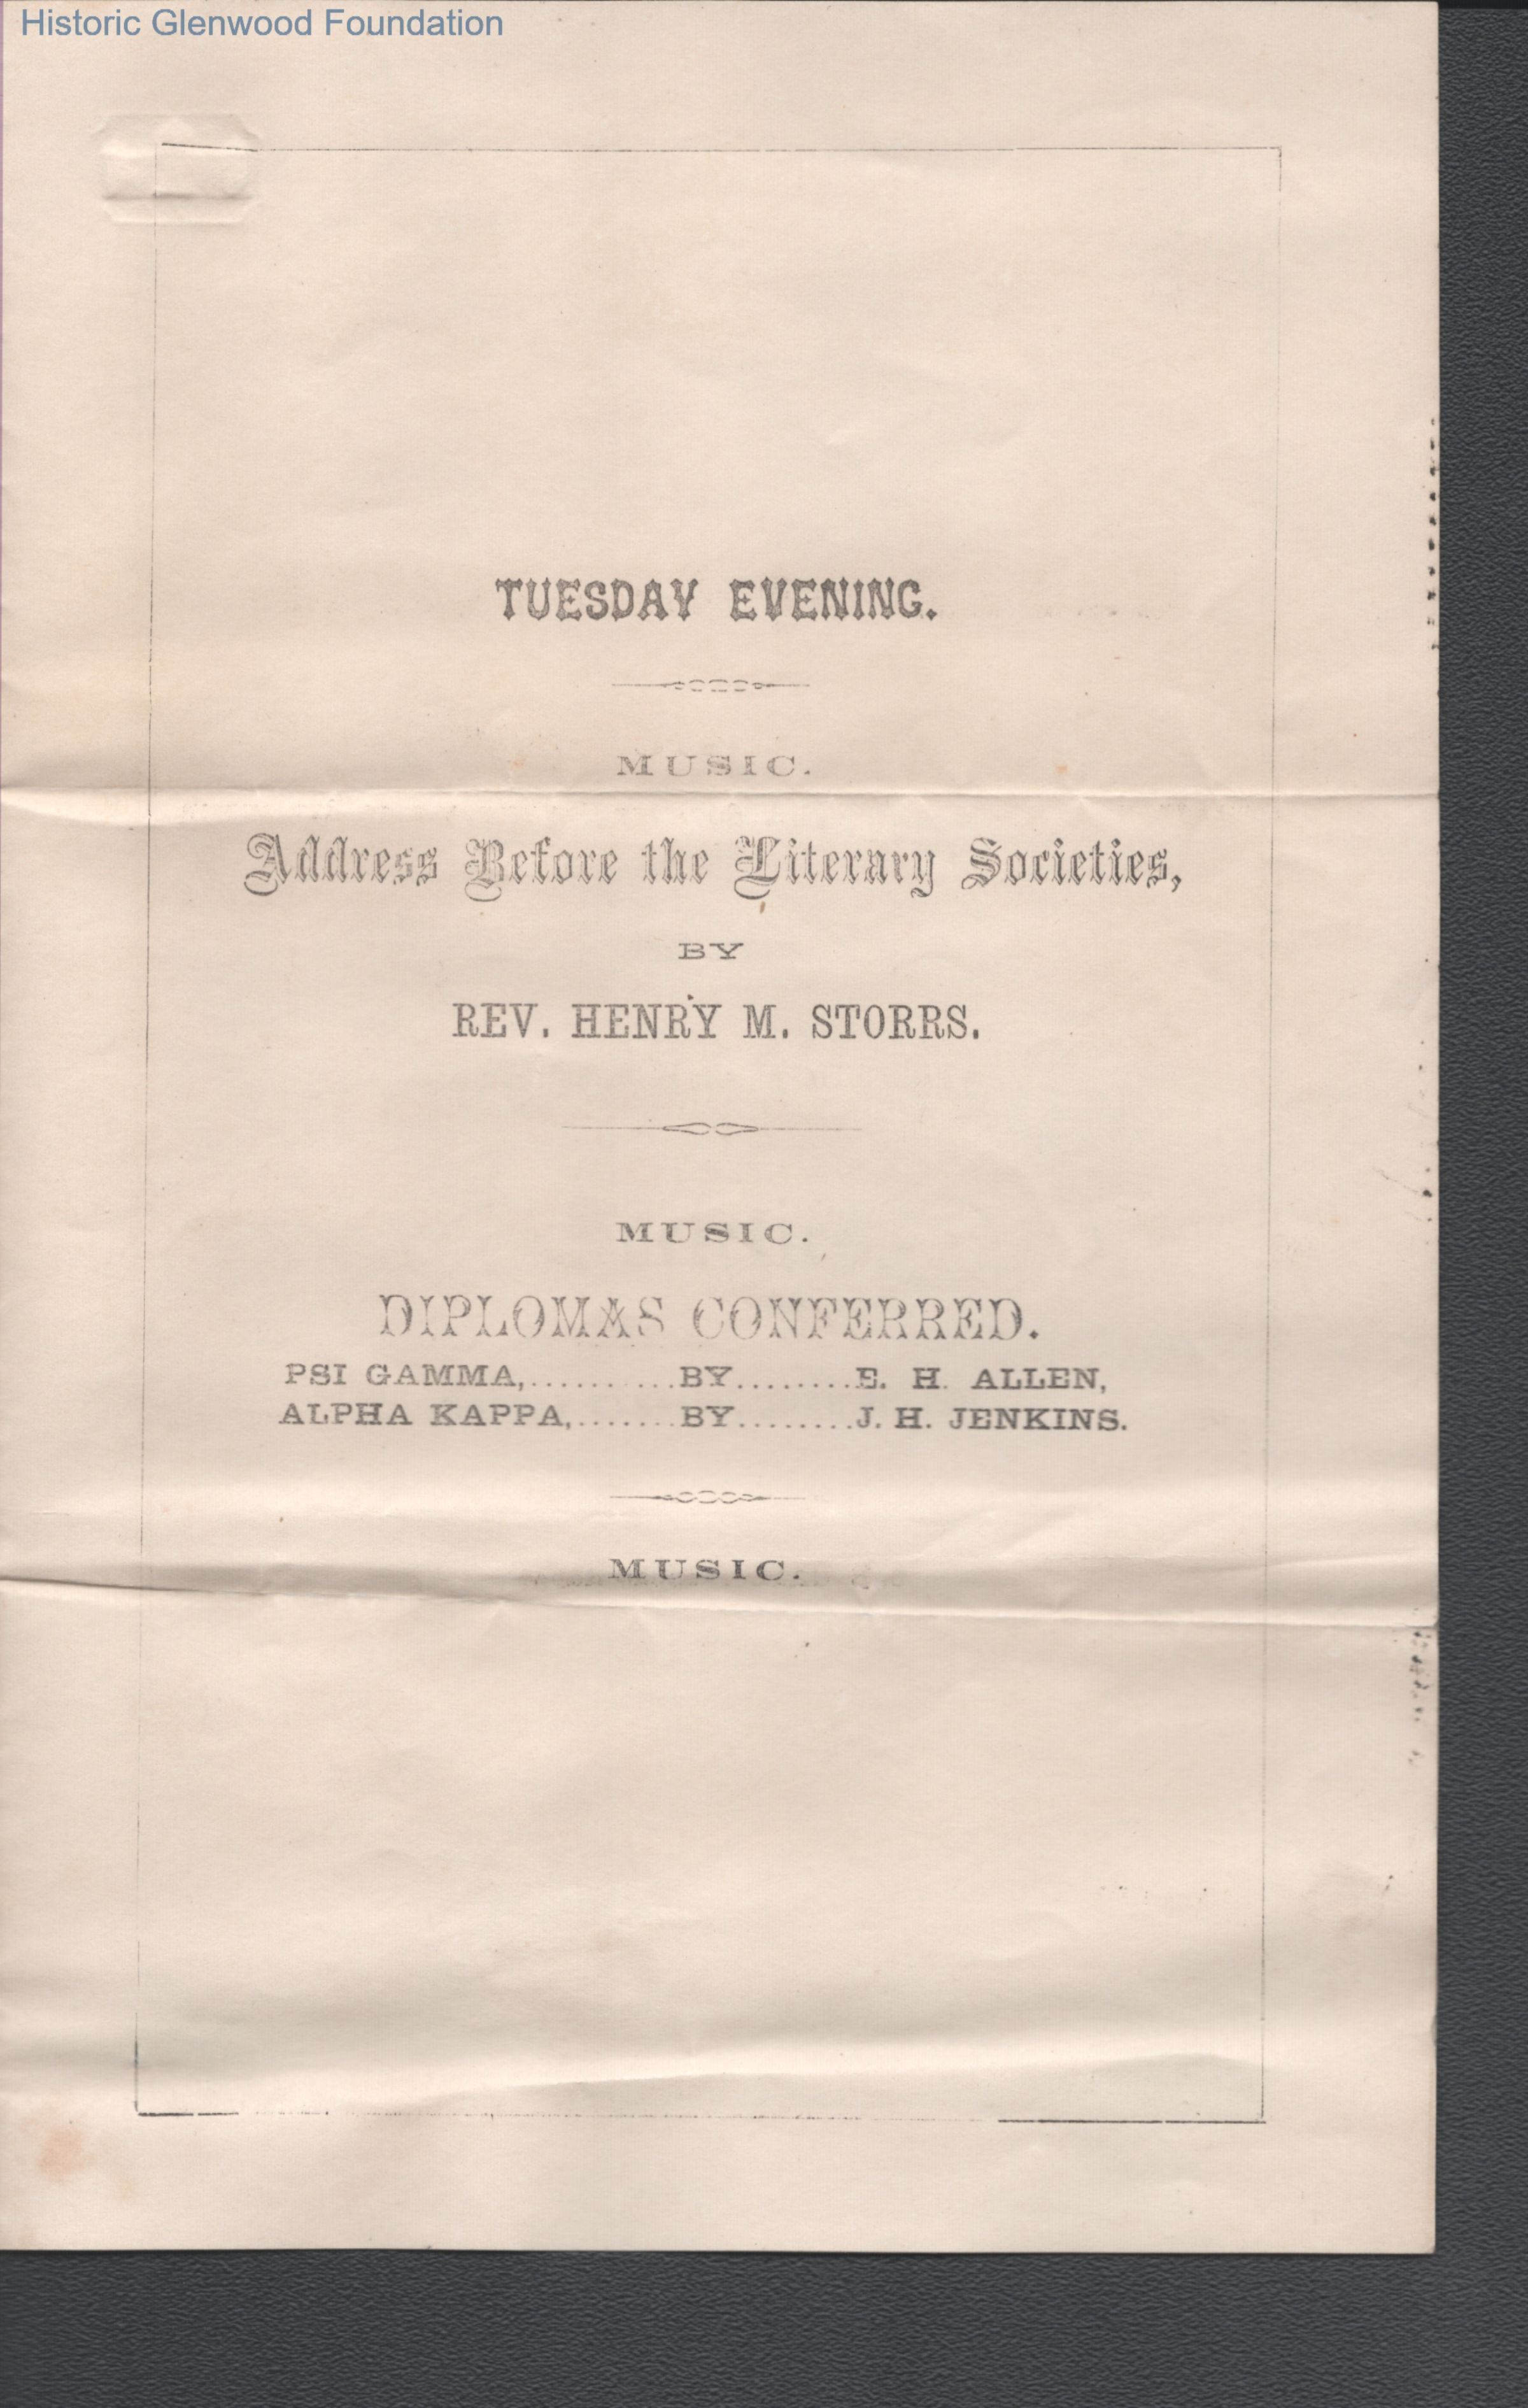 Historic Glenwood Foundation
TUESDAY EVENING.
MUSIC.
Address Before the Literary Societies,
BY
REV. HENRY M. STORRS.
MUSIC.
DIPLOMAS CONFERRED.
PSI GAMMA,..........BY........E. H. ALLEN,
ALPHA KAPPA,.......BY........J. H. JENKINS.
MUSIC.